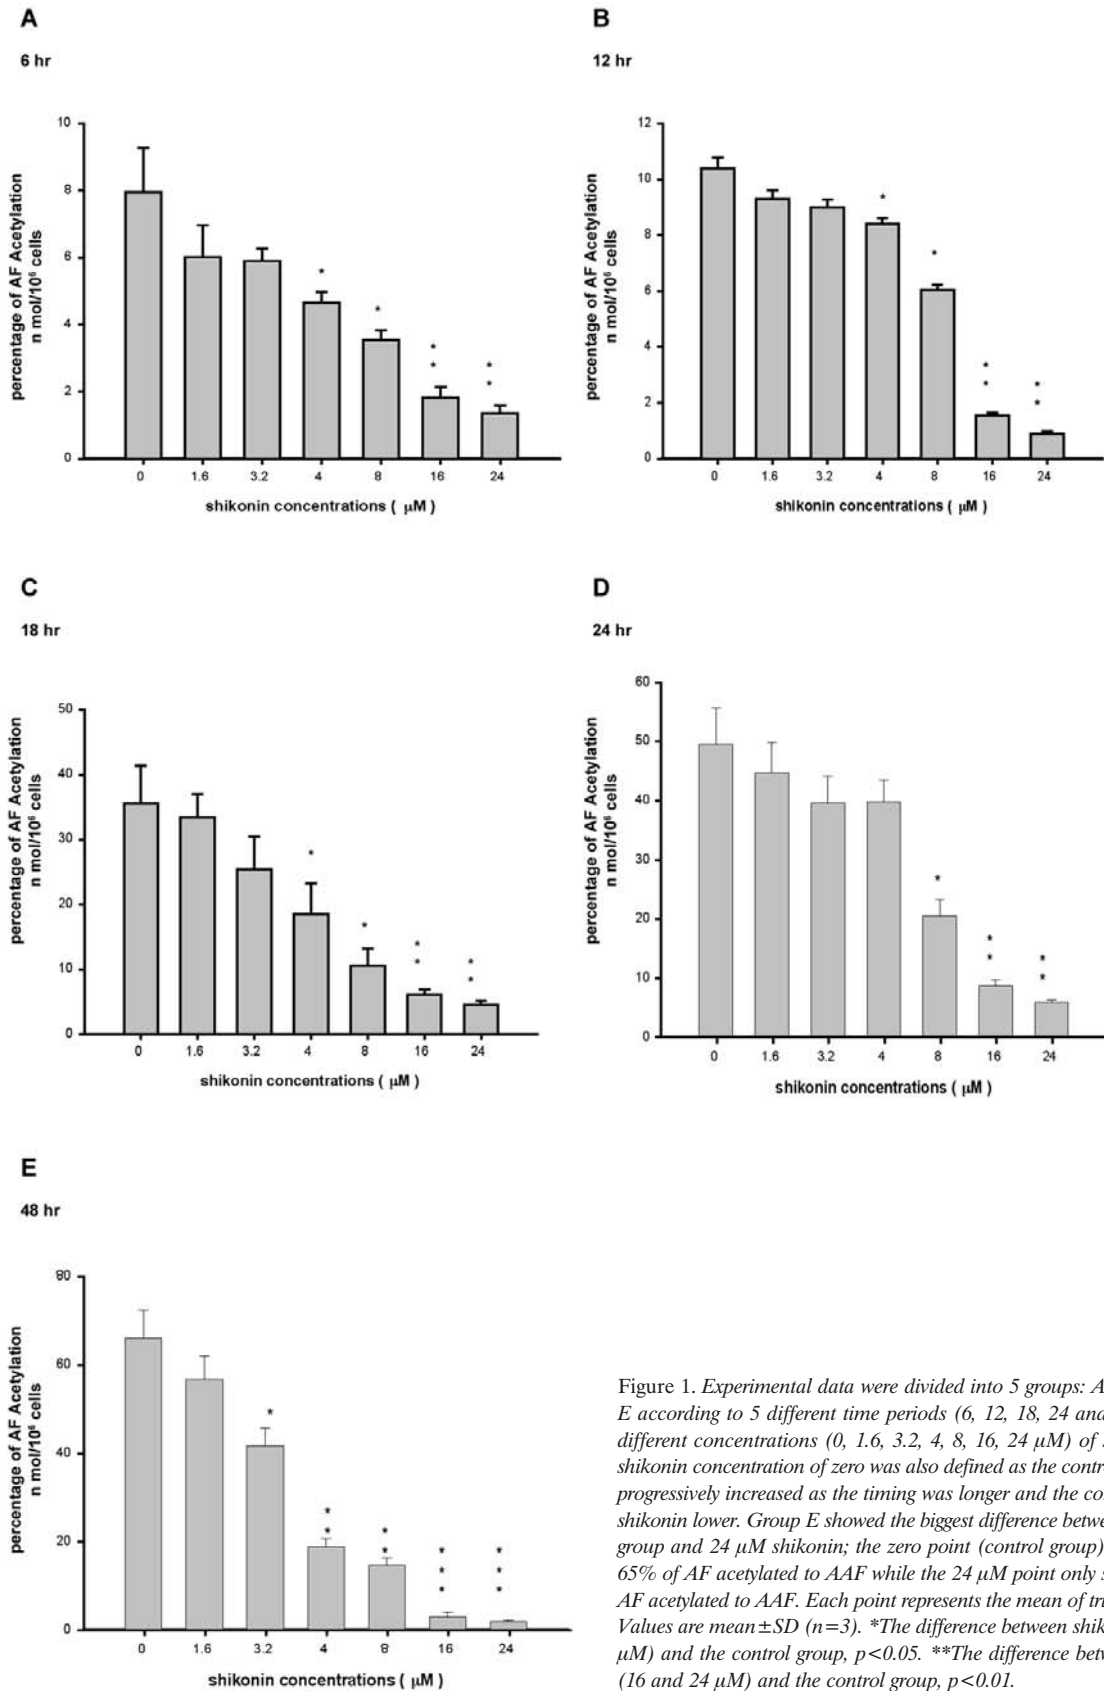 A
6 hr
percentage of AF Acetylation
n mol/10⁶ cells
10
8
6
4
2
0
*
*
*
*
*
*
0 1.6 3.2 4 8 16 24
shikonin concentrations ( μM )
B
12 hr
percentage of AF Acetylation
n mol/10⁶ cells
12
10
8
6
4
2
0
*
*
*
*
*
*
0 1.6 3.2 4 8 16 24
shikonin concentrations ( μM )
C
18 hr
percentage of AF Acetylation
n mol/10⁶ cells
50
40
30
20
10
0
*
*
*
*
*
*
0 1.6 3.2 4 8 16 24
shikonin concentrations ( μM )
D
24 hr
percentage of AF Acetylation
n mol/10⁶ cells
60
50
40
30
20
10
0
*
*
*
*
*
0 1.6 3.2 4 8 16 24
shikonin concentrations ( μM )
E
48 hr
percentage of AF Acetylation
n mol/10⁶ cells
80
60
40
20
0
*
*
*
*
*
*
*
*
*
*
*
0 1.6 3.2 4 8 16 24
shikonin concentrations ( μM )
Figure 1. Experimental data were divided into 5 groups: A
E according to 5 different time periods (6, 12, 18, 24 and
different concentrations (0, 1.6, 3.2, 4, 8, 16, 24 μM) of
shikonin concentration of zero was also defined as the contr
progressively increased as the timing was longer and the co
shikonin lower. Group E showed the biggest difference betwe
group and 24 μM shikonin; the zero point (control group)
65% of AF acetylated to AAF while the 24 μM point only s
AF acetylated to AAF. Each point represents the mean of tri
Values are mean±SD (n=3). *The difference between shik
μM) and the control group, p<0.05. **The difference betw
(16 and 24 μM) and the control group, p<0.01.